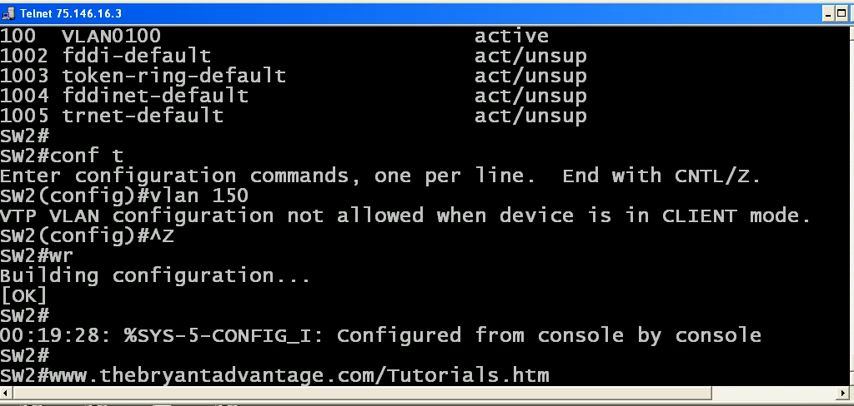 Telnet 75.146.16.3
100  VLAN0100                         active
1002 fddi-default                     act/unsup
1003 token-ring-default               act/unsup
1004 fddinet-default                  act/unsup
1005 trnet-default                    act/unsup
SW2#
SW2#conf t
Enter configuration commands, one per line.  End with CNTL/Z.
SW2(config)#vlan 150
VTP VLAN configuration not allowed when device is in CLIENT mode.
SW2(config)#^Z
SW2#wr
Building configuration...
[OK]
SW2#
00:19:28: %SYS-5-CONFIG_I: Configured from console by console
SW2#
SW2#www.thebryantadvantage.com/Tutorials.htm